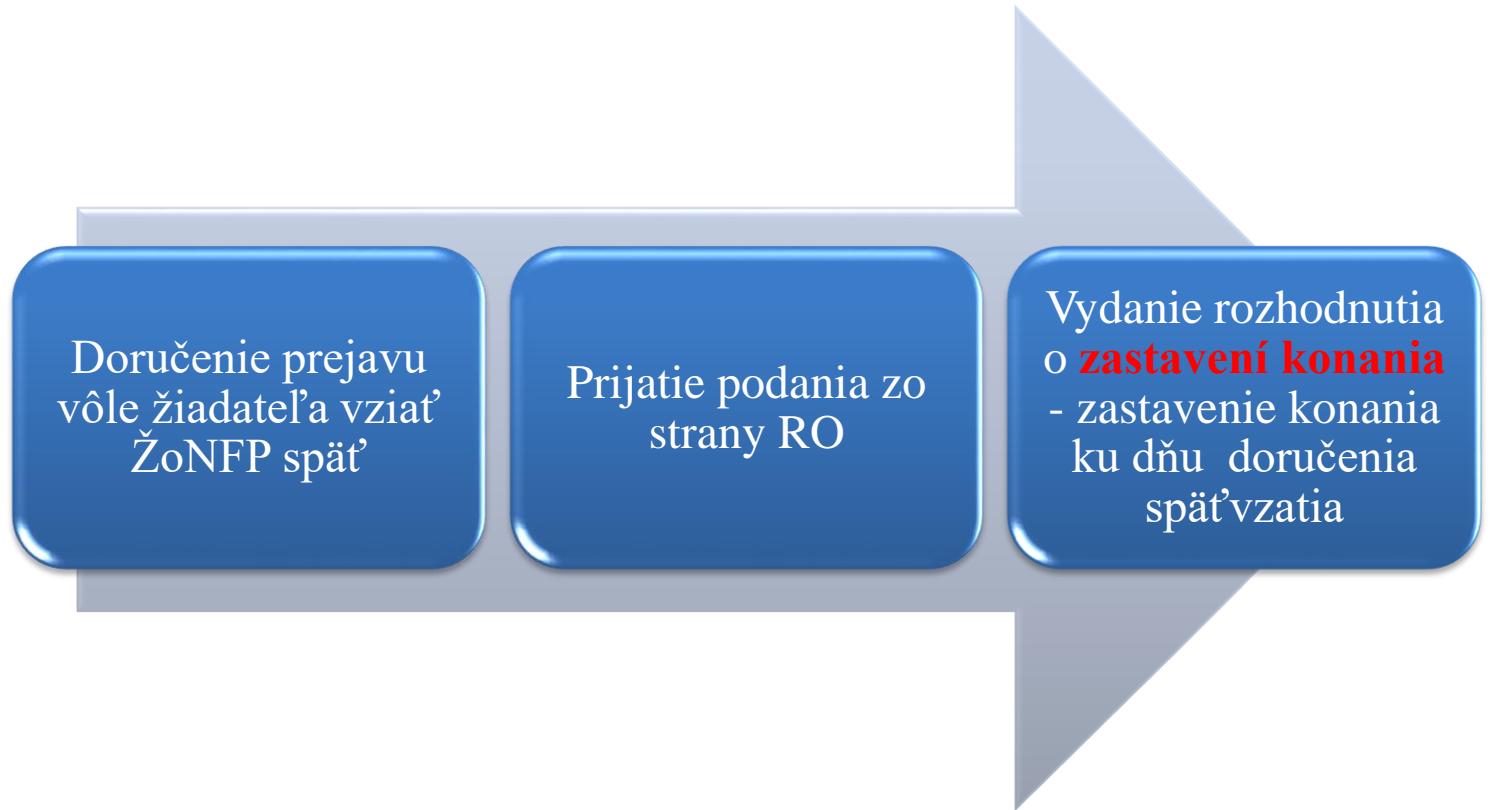 Doručenie prejavu
vôle žiadateľa vziať
ŽoNFP späť
Prijatie podania zo
strany RO
Vydanie rozhodnutia
o zastavení konania
- zastavenie konania
ku dňu  doručenia
späťvzatia